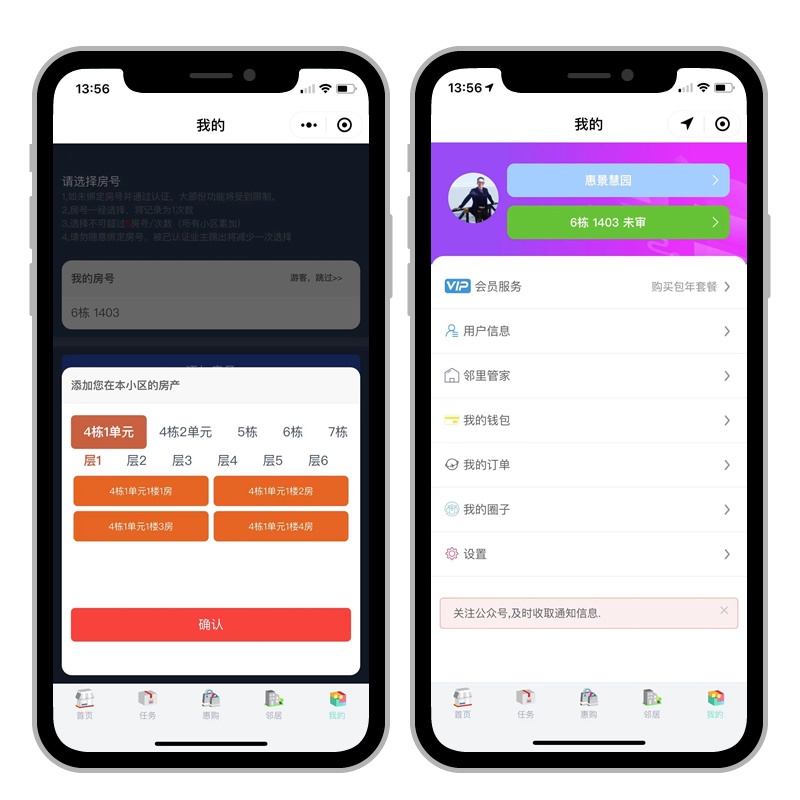 13:56
我的
请选择房号
1.如未绑定房号并通过认证，大部份功能将受到限制。
2.房号一经选择，将记录为1次数
3.选择不可超过5房号/次数（所有小区累加）
4.请勿随意绑定房号，被已认证业主踢出将减少一次选择
我的房号
游客，跳过>>
6栋 1403
添加您在本小区的房产
4栋1单元 4栋2单元 5栋 6栋 7栋
层1 层2 层3 层4 层5 层6
4栋1单元1楼1房 4栋1单元1楼2房
4栋1单元1楼3房 4栋1单元1楼4房
确认
首页 任务 惠购 邻居 我的
13:56
我的
惠景慧园
6栋 1403 未审
VIP 会员服务 购买包年套餐
用户信息
邻里管家
我的钱包
我的订单
我的圈子
设置
关注公众号,及时收取通知信息.
首页 任务 惠购 邻居 我的